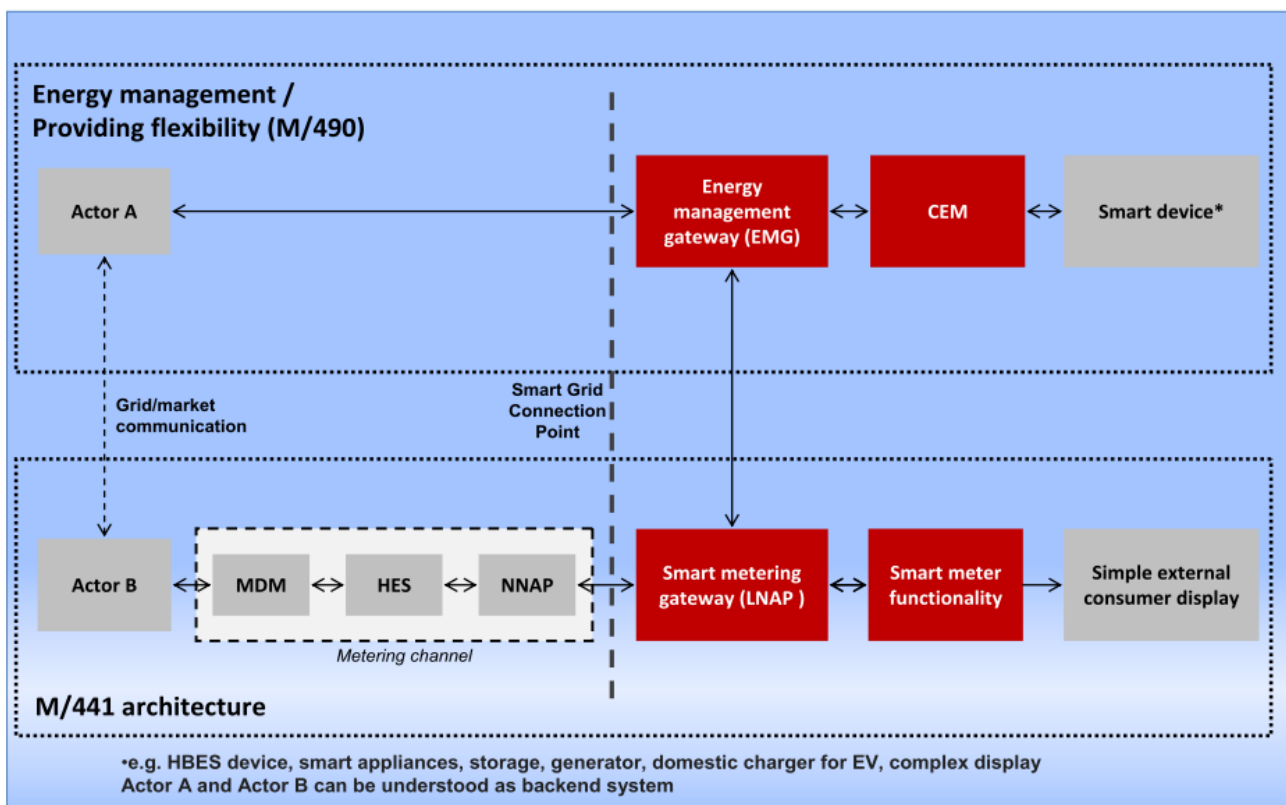 Energy management /
Providing flexibility (M/490)
Actor A
Energy
management
gateway (EMG)
CEM
Smart device*
Grid/market
communication
Smart Grid
Connection
Point
Actor B
MDM
HES
NNAP
Smart metering
gateway (LNAP )
Smart meter
functionality
Simple external
consumer display
Metering channel
M/441 architecture
•e.g. HBES device, smart appliances, storage, generator, domestic charger for EV, complex display
Actor A and Actor B can be understood as backend system